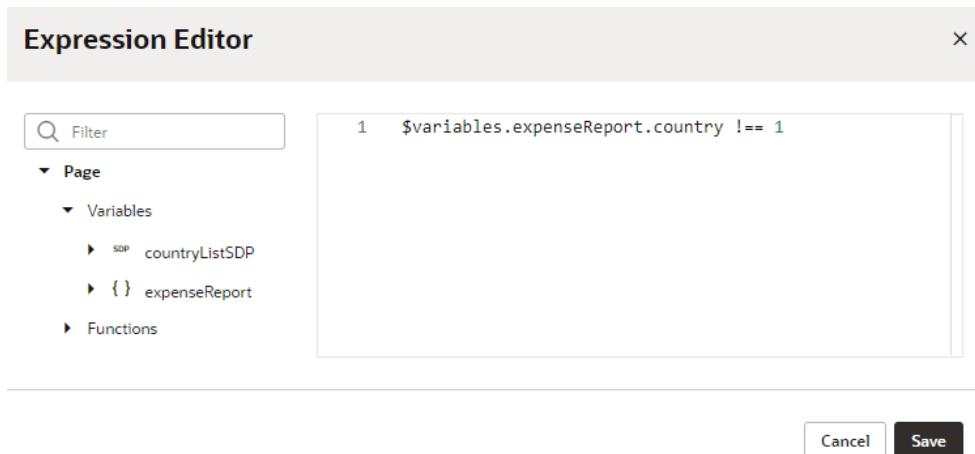 Expression Editor
Filter
1 $variables.expenseReport.country !== 1
Page
Variables
SDP countryListSDP
{ } expenseReport
Functions
Cancel Save